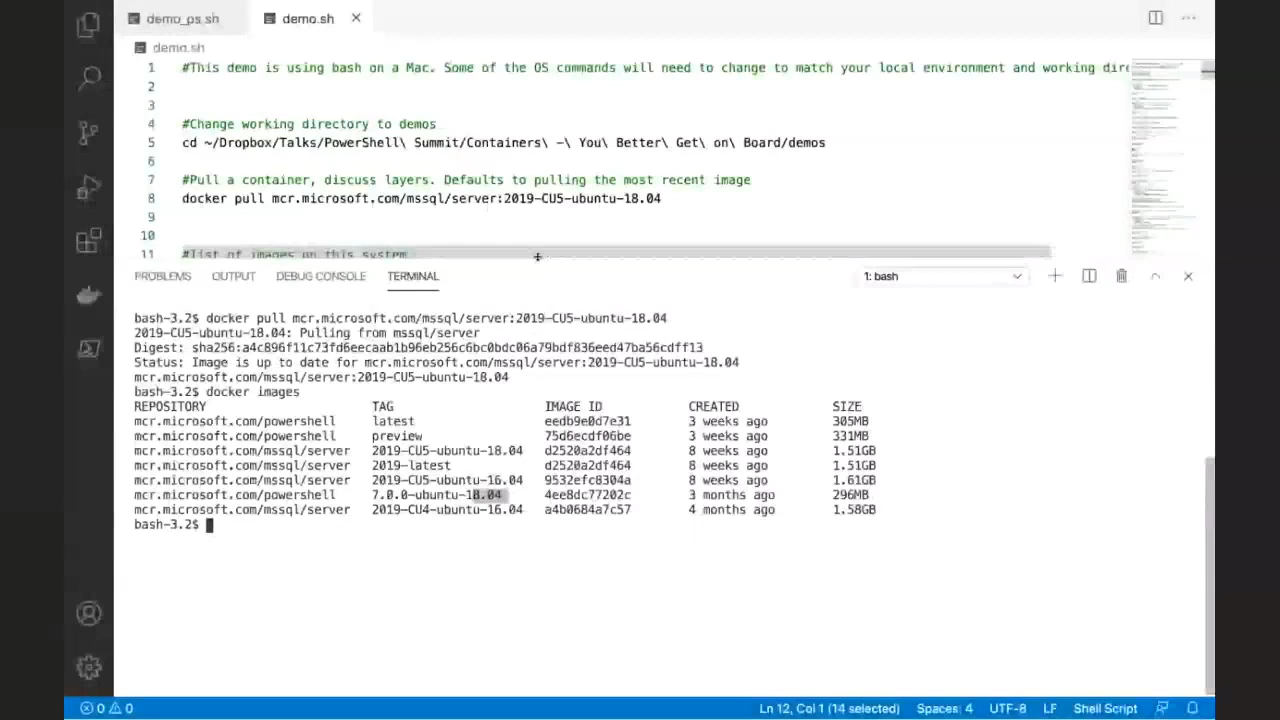 demo_ps.sh
demo.sh
demo.sh
1 #This demo is using bash on a Mac. Some of the OS commands will need to change to match your local environment and working dir
2
3
4 #Change working directory to demos
5 cd ~/Dropbox/Talks/PowerShell\ Summit/Containers\ -\ You\ Better\ Get\ on\ Board/demos
6
7 #Pull a container, discuss layers. Defaults to pulling the most recent image
8 docker pull mcr.microsoft.com/mssql/server:2019-CU5-ubuntu-18.04
9
10
11 #list of images on this system
PROBLEMS OUTPUT DEBUG CONSOLE TERMINAL 1: bash
bash-3.2$ docker pull mcr.microsoft.com/mssql/server:2019-CU5-ubuntu-18.04
2019-CU5-ubuntu-18.04: Pulling from mssql/server
Digest: sha256:a4c896f11c73fd6eecaab1b96eb256c6bc0bdc06a79bdf836eed47ba56cdff13
Status: Image is up to date for mcr.microsoft.com/mssql/server:2019-CU5-ubuntu-18.04
mcr.microsoft.com/mssql/server:2019-CU5-ubuntu-18.04
bash-3.2$ docker images
REPOSITORY TAG IMAGE ID CREATED SIZE
mcr.microsoft.com/powershell latest eedb9e0d7e31 3 weeks ago 305MB
mcr.microsoft.com/powershell preview 75d6ecdf06be 3 weeks ago 331MB
mcr.microsoft.com/mssql/server 2019-CU5-ubuntu-18.04 d2520a2df464 8 weeks ago 1.51GB
mcr.microsoft.com/mssql/server 2019-latest d2520a2df464 8 weeks ago 1.51GB
mcr.microsoft.com/mssql/server 2019-CU5-ubuntu-16.04 9532efc8304a 8 weeks ago 1.61GB
mcr.microsoft.com/powershell 7.0.0-ubuntu-18.04 4ee8dc77202c 3 months ago 296MB
mcr.microsoft.com/mssql/server 2019-CU4-ubuntu-16.04 a4b0684a7c57 4 months ago 1.58GB
bash-3.2$
0 0 Ln 12, Col 1 (14 selected) Spaces: 4 UTF-8 LF Shell Script